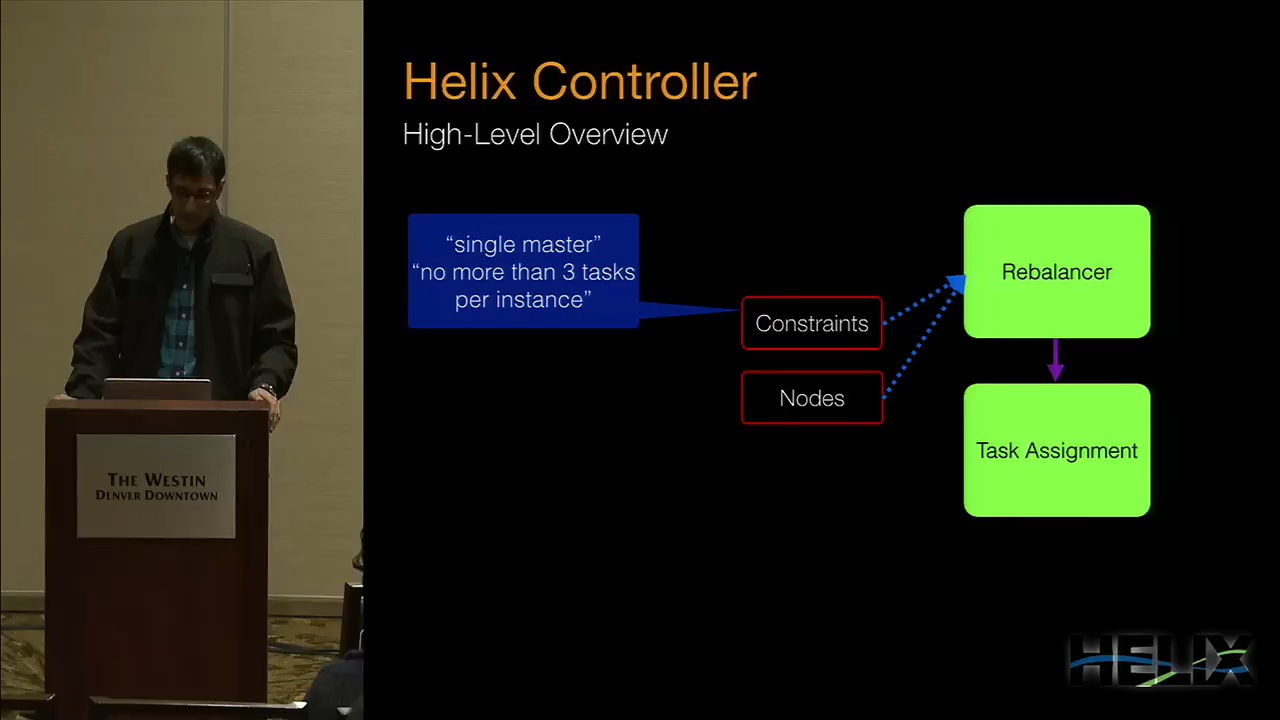 Helix Controller
High-Level Overview
“single master”
“no more than 3 tasks
per instance”
Constraints
Nodes
Rebalancer
Task Assignment
THE WESTIN
DENVER DOWNTOWN
HELIX